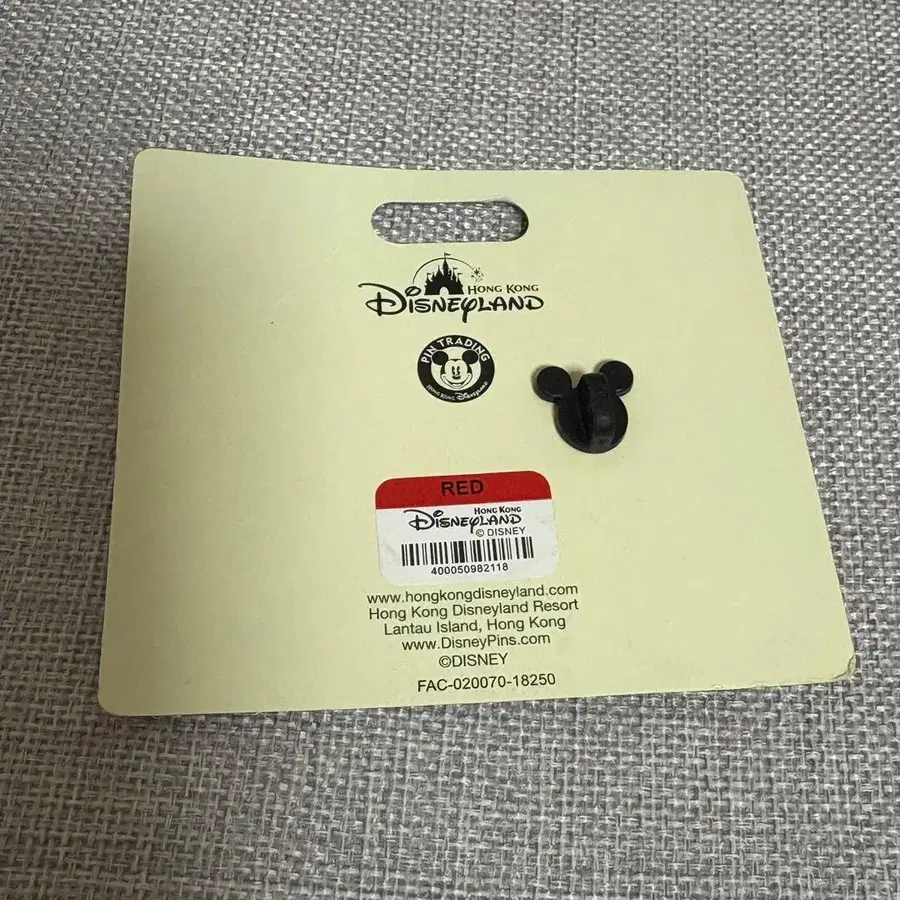 HONG KONG
DISNEYLAND
PIN TRADING
HONG KONG Disneyland
RED
HONG KONG
DISNEYLAND
© DISNEY
400050982118
www.hongkongdisneyland.com
Hong Kong Disneyland Resort
Lantau Island, Hong Kong
www.DisneyPins.com
©DISNEY
FAC-020070-18250